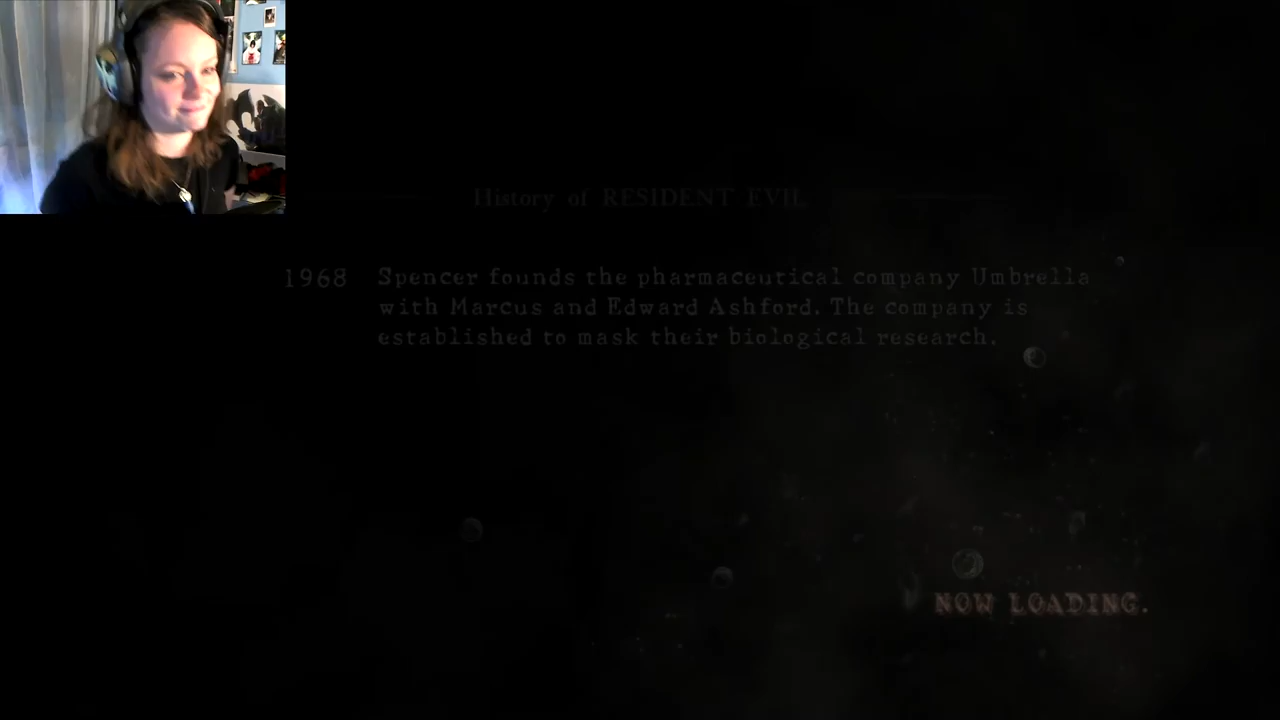 History of RESIDENT EVIL
1968 Spencer founds the pharmaceutical company Umbrella
with Marcus and Edward Ashford. The company is
established to mask their biological research.
NOW LOADING.